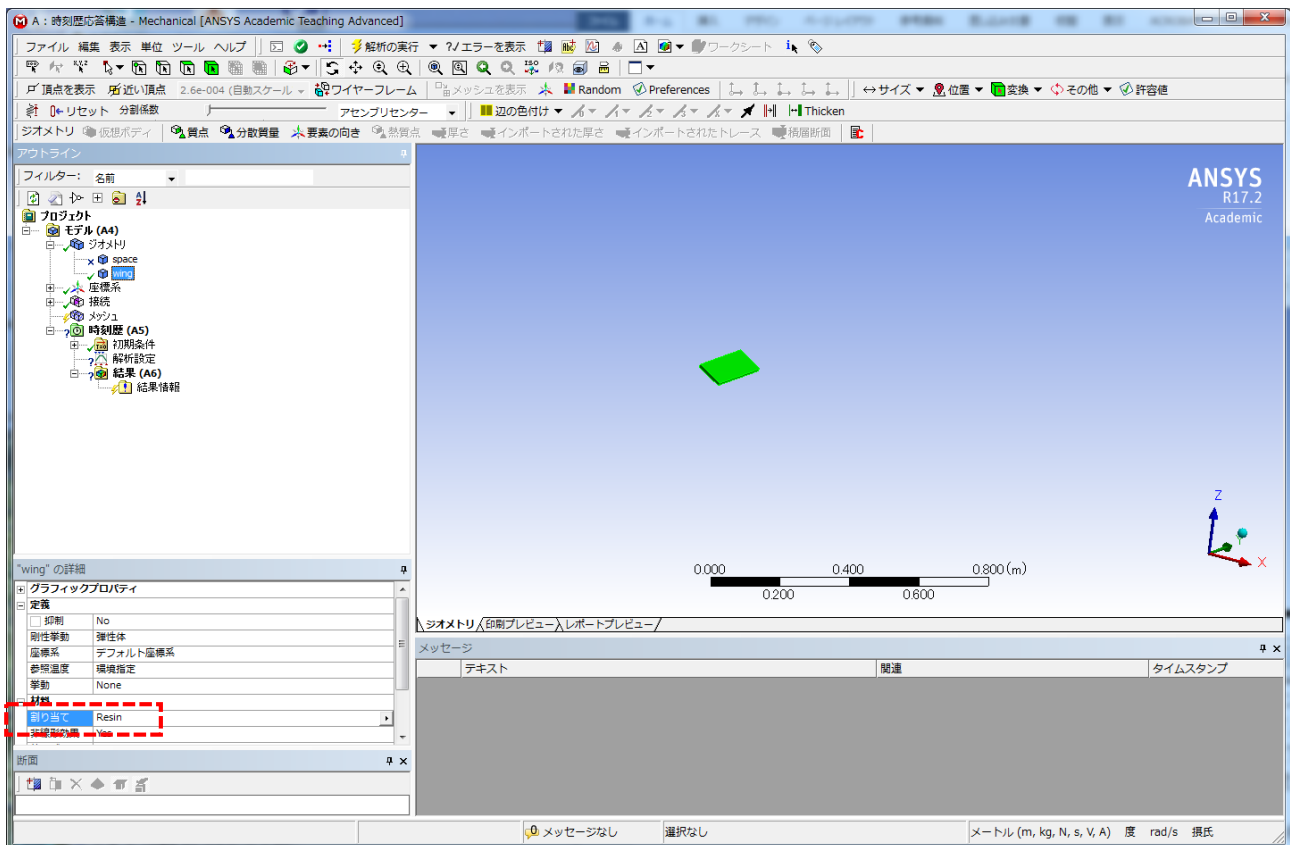 A : 時刻歴応答構造 - Mechanical [ANSYS Academic Teaching Advanced]
ファイル 編集 表示 単位 ツール ヘルプ 解析の実行 ?/エラーを表示 A ワークシート
頂点を表示 近い頂点 2.6e-004 (自動スケール ワイヤーフレーム メッシュを表示 Random Preferences サイズ 位置 変換 その他 許容値
リセット 分割係数 アセンブリセンター 辺の色付け Thicken
ジオメトリ 仮想ボディ 質点 分散質量 要素の向き 熱質点 厚さ インポートされた厚さ インポートされたトレース 積層断面
アウトライン
フィルター: 名前
プロジェクト
モデル (A4)
ジオメトリ
space
wing
座標系
接続
メッシュ
時刻歴 (A5)
初期条件
解析設定
結果 (A6)
結果情報
ANSYS
R17.2
Academic
Z
X
0.000 0.400 0.800 (m)
0.200 0.600
"wing" の詳細
グラフィックプロパティ
定義
抑制 No
剛性挙動 弾性体
座標系 デフォルト座標系
参照温度 環境指定
挙動 None
材料
割り当て Resin
非線形効果 Yes
ジオメトリ 印刷プレビュー レポートプレビュー
メッセージ
テキスト 関連 タイムスタンプ
断面
0 メッセージなし 選択なし メートル (m, kg, N, s, V, A) 度 rad/s 摂氏